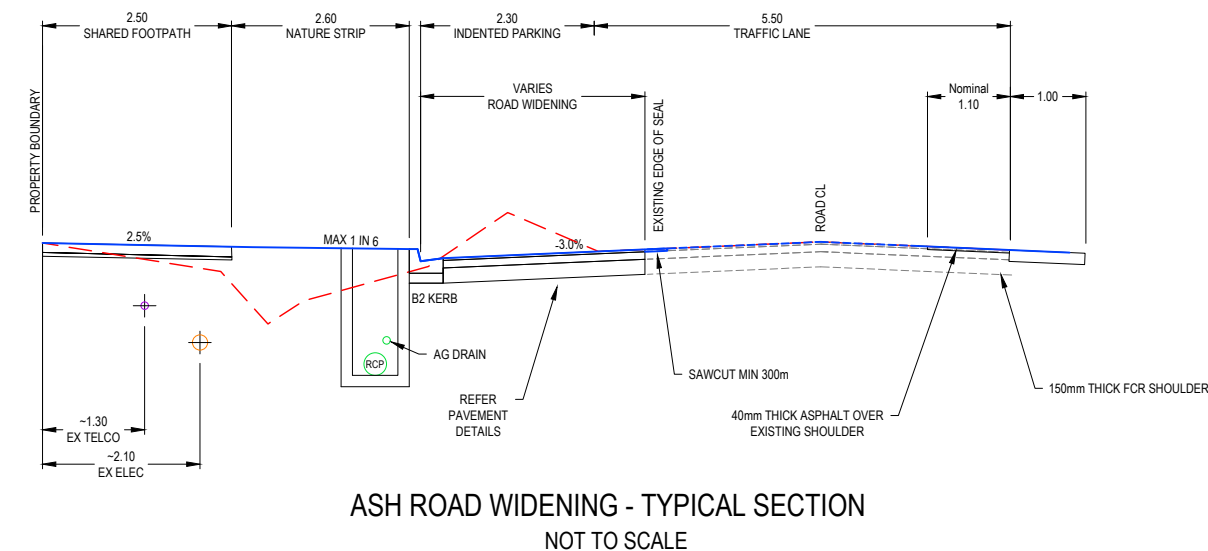 2.50
SHARED FOOTPATH
2.60
NATURE STRIP
2.30
INDENTED PARKING
5.50
TRAFFIC LANE
VARIES
ROAD WIDENING
Nominal
1.10
1.00
PROPERTY BOUNDARY
EXISTING EDGE OF SEAL
ROAD CL
2.5%
MAX 1 IN 6
-3.0%
B2 KERB
AG DRAIN
RCP
SAWCUT MIN 300m
150mm THICK FCR SHOULDER
REFER
PAVEMENT
DETAILS
40mm THICK ASPHALT OVER
EXISTING SHOULDER
~1.30
EX TELCO
~2.10
EX ELEC
ASH ROAD WIDENING - TYPICAL SECTION
NOT TO SCALE